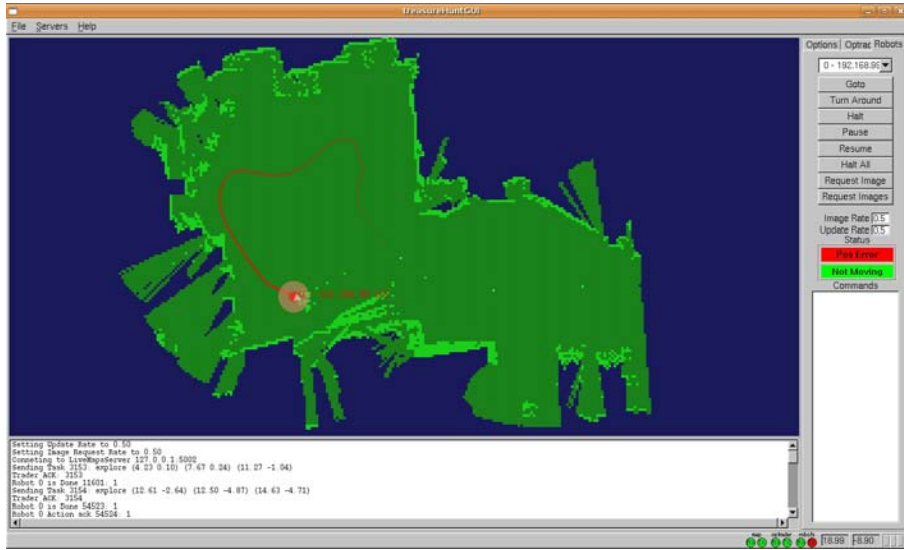 treasureHuntGUI
File Servers Help
Options Optrac Robots
0 - 192.168.95
Goto
Turn Around
Halt
Pause
Resume
Halt All
Request Image
Request Images
Image Rate 0.5
Update Rate 0.5
Status
Pos Error
Not Moving
Commands
Setting Update Rate to 0.50
Setting Image Request Rate to 0.50
Conneting to LiveMapsServer 127.0.0.1:5002
Sending Task 3153: explore (4.23 0.10) (7.67 0.24) (11.27 -1.04)
Trader ACK: 3153
Robot 0 is Done 11601: 1
Sending Task 3154: explore (12.61 -2.64) (12.50 -4.87) (14.63 -4.71)
Trader ACK: 3154
Robot 0 is Done 54523: 1
Robot 0 Action ack 54524: 1
map optrader robots
18.99 -8.90